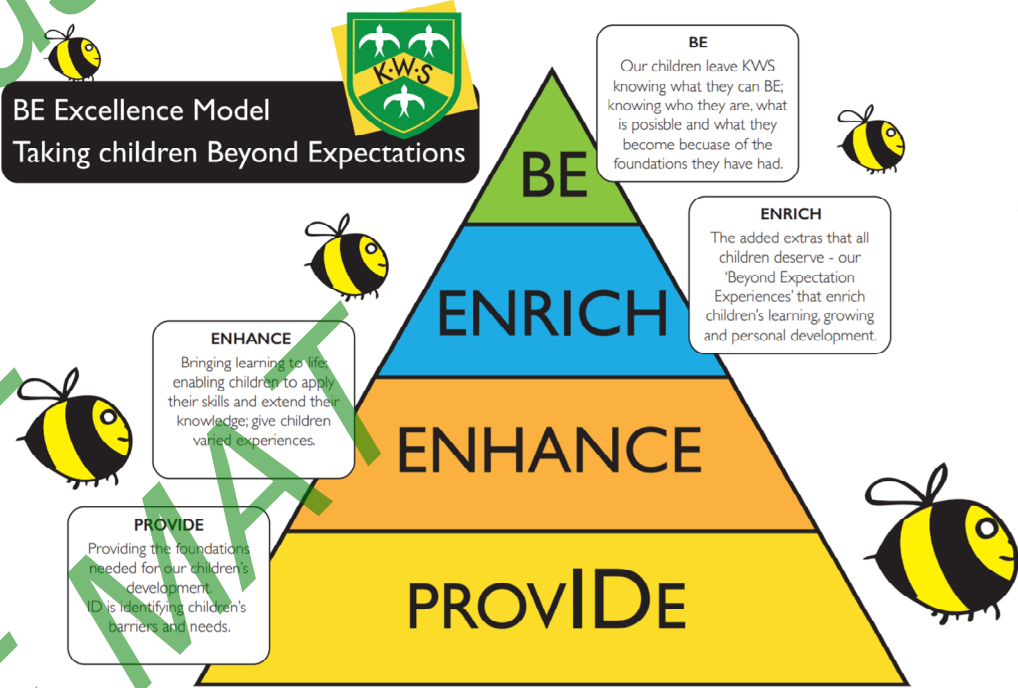 BE Excellence Model
Taking children Beyond Expectations
K·W·S
BE
Our children leave KWS
knowing what they can BE;
knowing who they are, what
is posisble and what they
become becuase of the
foundations they have had.
BE
ENRICH
The added extras that all
children deserve - our
‘Beyond Expectation
Experiences’ that enrich
children’s learning, growing
and personal development.
ENRICH
ENHANCE
Bringing learning to life;
enabling children to apply
their skills and extend their
knowledge; give children
varied experiences.
ENHANCE
PROVIDE
Providing the foundations
needed for our children’s
development.
ID is identifying children’s
barriers and needs.
PROVIDE
MAT